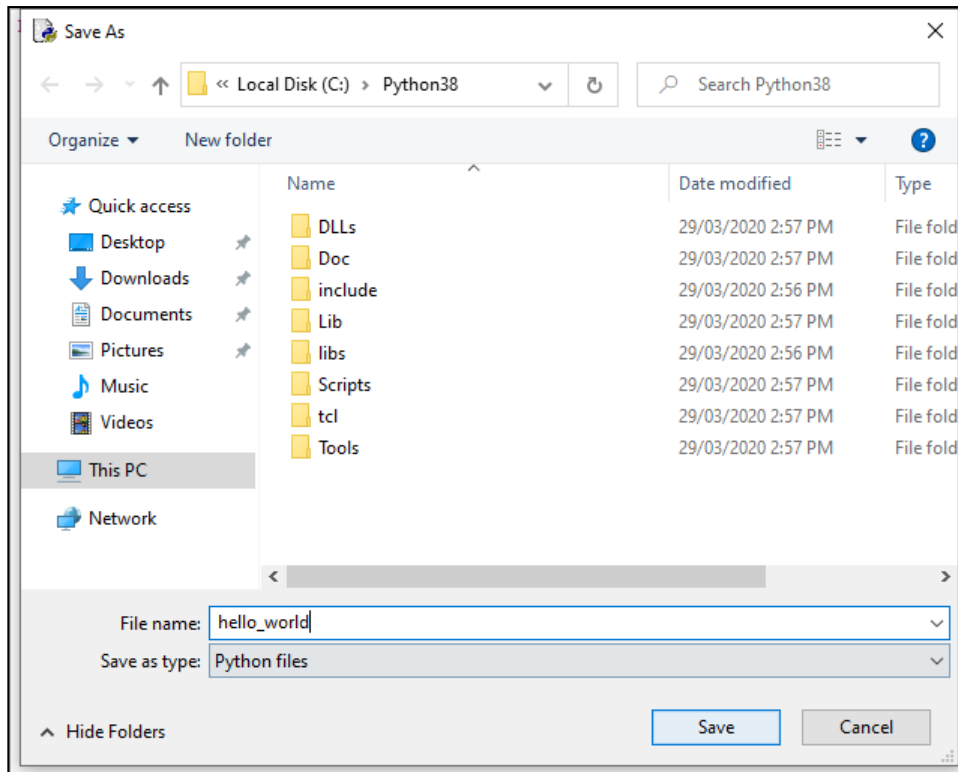 Save As
« Local Disk (C:) › Python38
Search Python38
Organize
New folder
Name
Date modified
Type
Quick access
Desktop
Downloads
Documents
Pictures
Music
Videos
This PC
Network
DLLs 29/03/2020 2:57 PM File fold
Doc 29/03/2020 2:57 PM File fold
include 29/03/2020 2:56 PM File fold
Lib 29/03/2020 2:57 PM File fold
libs 29/03/2020 2:56 PM File fold
Scripts 29/03/2020 2:57 PM File fold
tcl 29/03/2020 2:57 PM File fold
Tools 29/03/2020 2:57 PM File fold
File name: hello_world
Save as type: Python files
Hide Folders
Save
Cancel